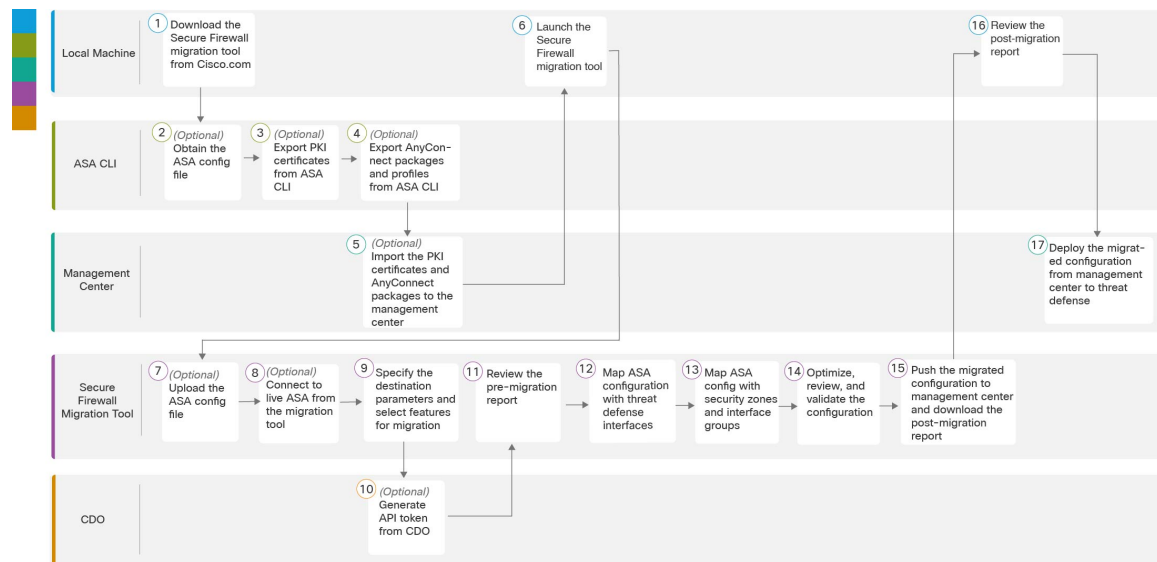 Local Machine
1
Download the
Secure Firewall
migration tool
from Cisco.com
6
Launch the
Secure
Firewall
migration tool
16
Review the
post-migration
report
ASA CLI
2
(Optional)
Obtain the
ASA config
file
3
(Optional)
Export PKI
certificates
from ASA
CLI
4
(Optional)
Export AnyCon-
nect packages
and profiles
from ASA CLI
Management
Center
5
(Optional)
Import the PKI
certificates and
AnyConnect
packages to the
management
center
17
Deploy the migrat-
ed configuration
from management
center to threat
defense
Secure
Firewall
Migration Tool
7
(Optional)
Upload the
ASA config
file
8
(Optional)
Connect to
live ASA from
the migration
tool
9
Specify the
destination
parameters and
select features
for migration
11
Review the
pre-migration
report
12
Map ASA
configuration
with threat
defense
interfaces
13
Map ASA
config with
security zones
and interface
groups
14
Optimize,
review, and
validate the
configuration
15
Push the migrated
configuration to
management center
and download the
post-migration
report
CDO
10
(Optional)
Generate
API token
from CDO